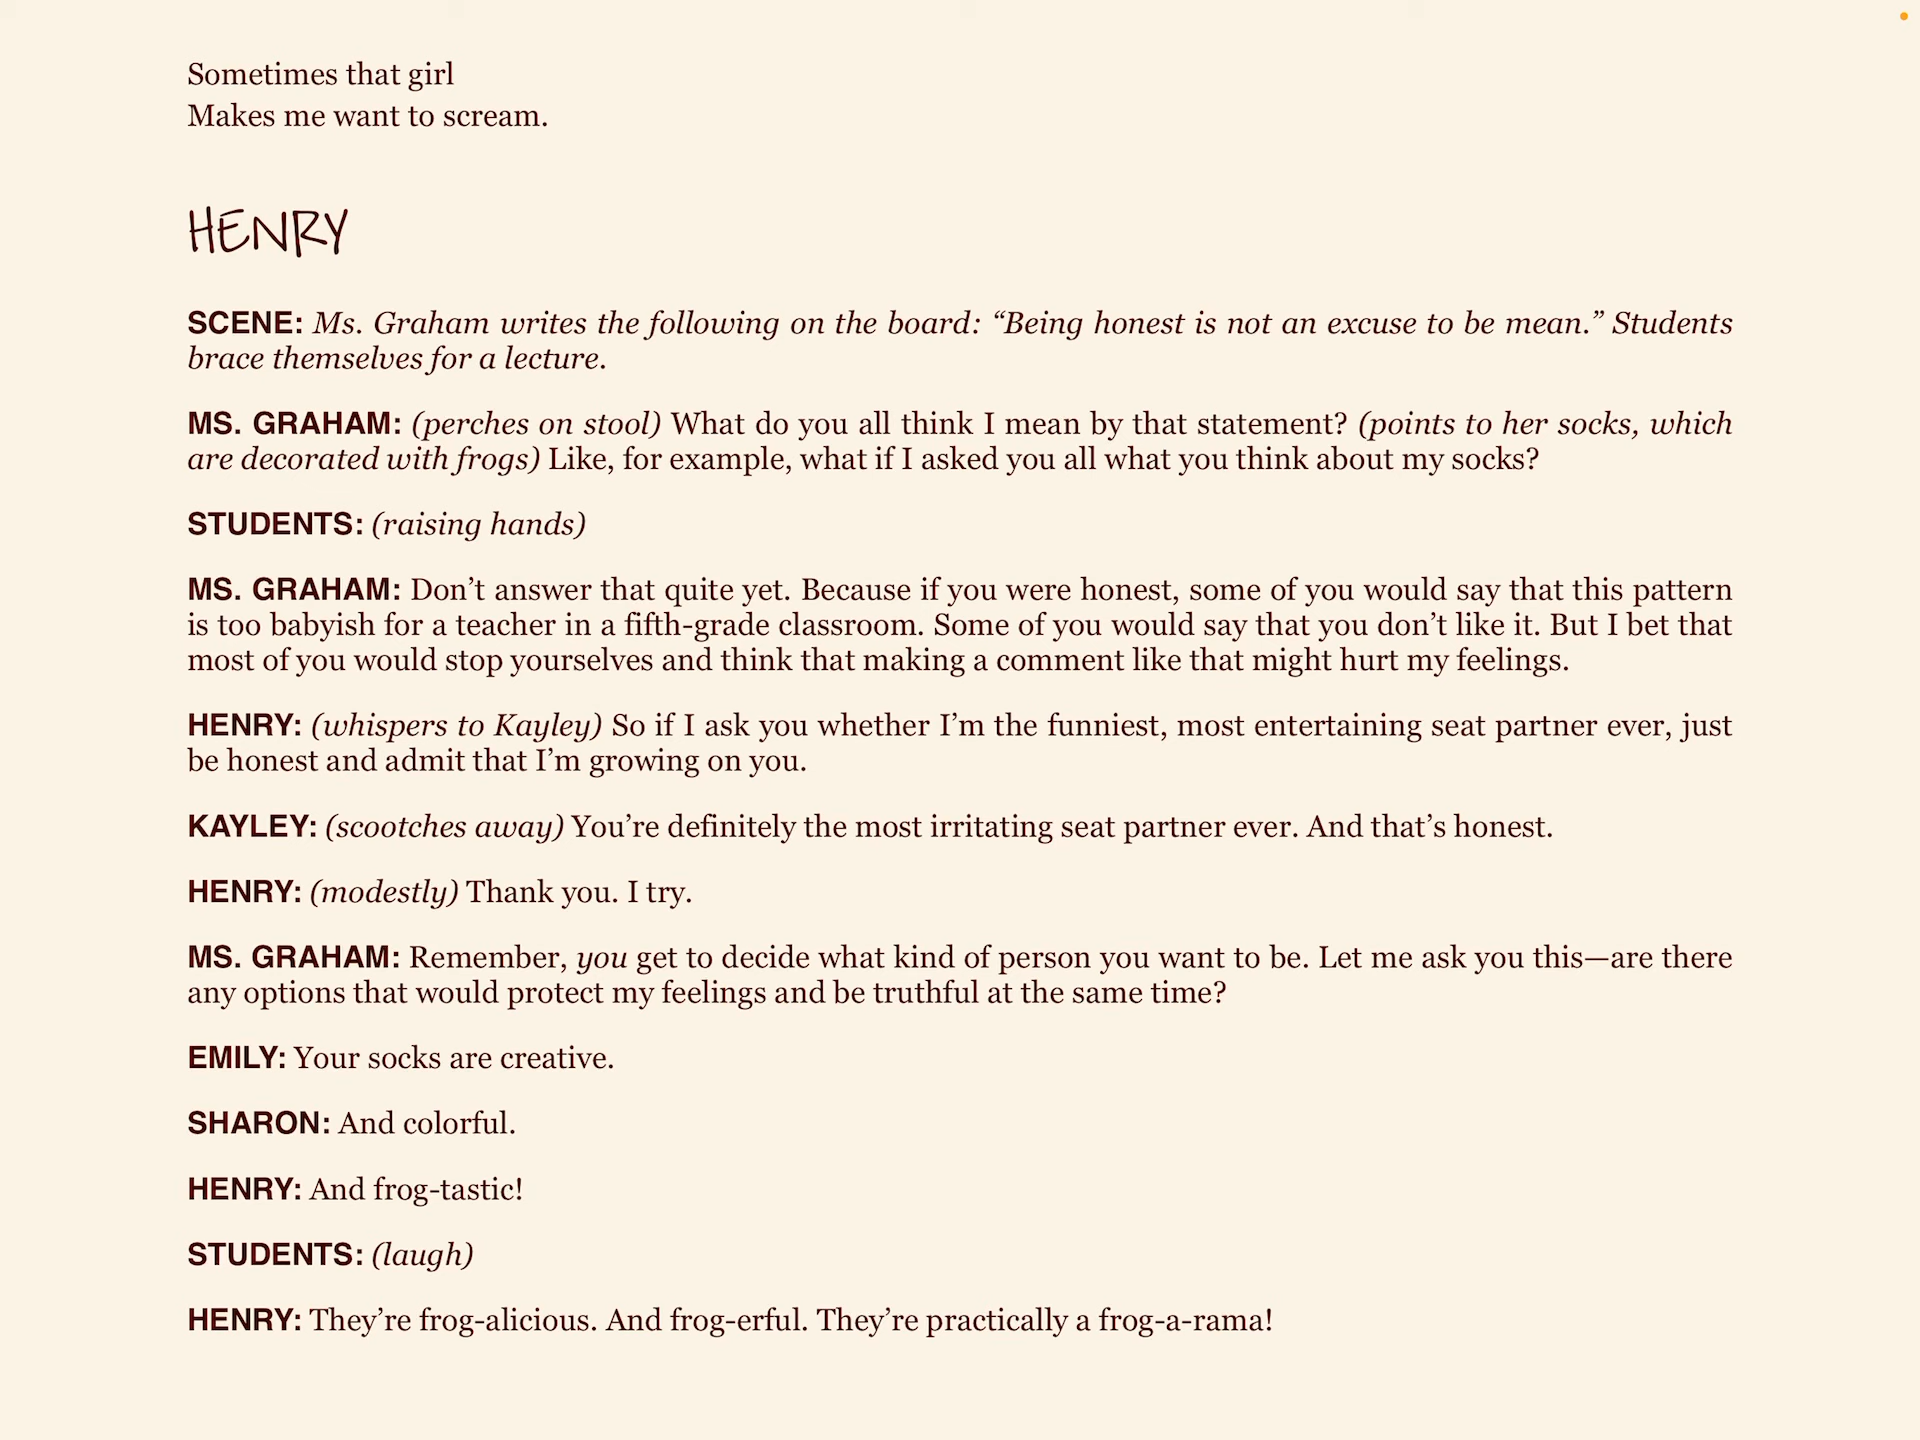 Sometimes that girl
Makes me want to scream.
HENRY
SCENE: Ms. Graham writes the following on the board: “Being honest is not an excuse to be mean.” Students
brace themselves for a lecture.
MS. GRAHAM: (perches on stool) What do you all think I mean by that statement? (points to her socks, which
are decorated with frogs) Like, for example, what if I asked you all what you think about my socks?
STUDENTS: (raising hands)
MS. GRAHAM: Don’t answer that quite yet. Because if you were honest, some of you would say that this pattern
is too babyish for a teacher in a fifth-grade classroom. Some of you would say that you don’t like it. But I bet that
most of you would stop yourselves and think that making a comment like that might hurt my feelings.
HENRY: (whispers to Kayley) So if I ask you whether I’m the funniest, most entertaining seat partner ever, just
be honest and admit that I’m growing on you.
KAYLEY: (scootches away) You’re definitely the most irritating seat partner ever. And that’s honest.
HENRY: (modestly) Thank you. I try.
MS. GRAHAM: Remember, you get to decide what kind of person you want to be. Let me ask you this—are there
any options that would protect my feelings and be truthful at the same time?
EMILY: Your socks are creative.
SHARON: And colorful.
HENRY: And frog-tastic!
STUDENTS: (laugh)
HENRY: They’re frog-alicious. And frog-erful. They’re practically a frog-a-rama!